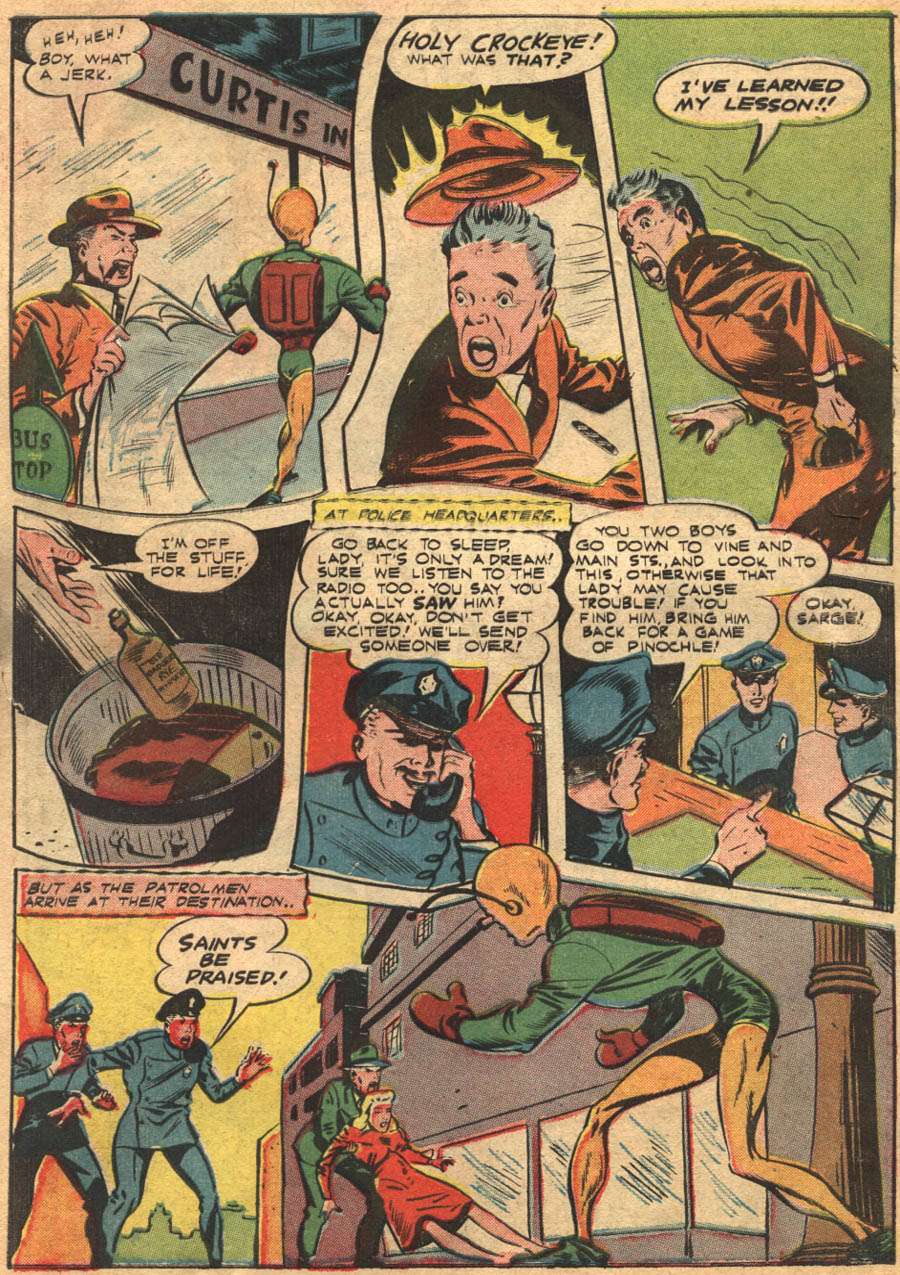 HEH, HEH!
BOY, WHAT
A JERK.
CURTIS IN
BUS
TOP
HOLY CROCKEYE!
WHAT WAS THAT?
I'VE LEARNED
MY LESSON!!
I'M OFF
THE STUFF
FOR LIFE!
AT POLICE HEADQUARTERS..
GO BACK TO SLEEP
LADY, IT'S ONLY A DREAM!
SURE WE LISTEN TO THE
RADIO TOO.. YOU SAY YOU
ACTUALLY SAW HIM?
OKAY, OKAY, DON'T GET
EXCITED! WE'LL SEND
SOMEONE OVER!
YOU TWO BOYS
GO DOWN TO VINE AND
MAIN STS., AND LOOK INTO
THIS, OTHERWISE THAT
LADY MAY CAUSE
TROUBLE! IF YOU
FIND HIM, BRING HIM
BACK FOR A GAME
OF PINOCHLE!
OKAY,
SARGE!
BUT AS THE PATROLMEN
ARRIVE AT THEIR DESTINATION..
SAINTS
BE
PRAISED!